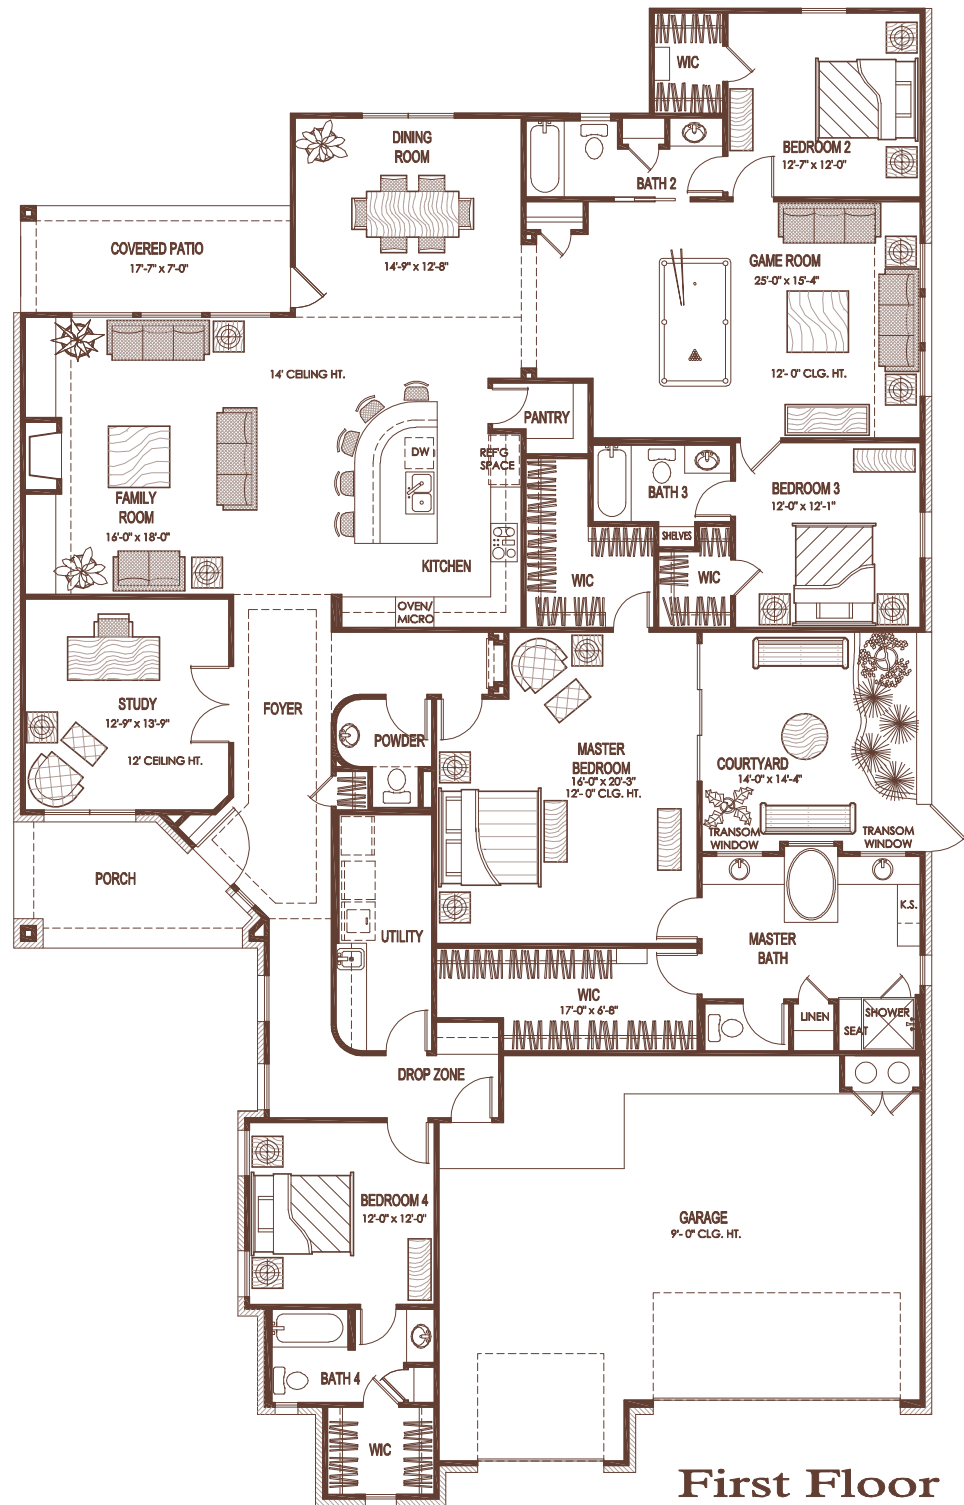 WIC
BEDROOM 2
12'-7" x 12'-0"
DINING
ROOM
14'-9" x 12'-8"
BATH 2
COVERED PATIO
17'-7" x 7'-0"
GAME ROOM
25'-0" x 15'-4"
12'- 0" CLG. HT.
14' CEILING HT.
PANTRY
DW
REF'G
SPACE
FAMILY
ROOM
16'-0" x 18'-0"
KITCHEN
OVEN/
MICRO
BATH 3
SHELVES
BEDROOM 3
12'-0" x 12'-1"
WIC
WIC
STUDY
12'-9" x 13'-9"
12' CEILING HT.
FOYER
POWDER
MASTER
BEDROOM
16'-0" x 20'-3"
12'- 0" CLG. HT.
COURTYARD
14'-0" x 14'-4"
TRANSOM
WINDOW
TRANSOM
WINDOW
PORCH
UTILITY
K.S.
MASTER
BATH
WIC
17'-0" x 6'-8"
LINEN
SEAT
SHOWER
DROP ZONE
BEDROOM 4
12'-0" x 12'-0"
GARAGE
9'- 0" CLG. HT.
BATH 4
WIC
First Floor